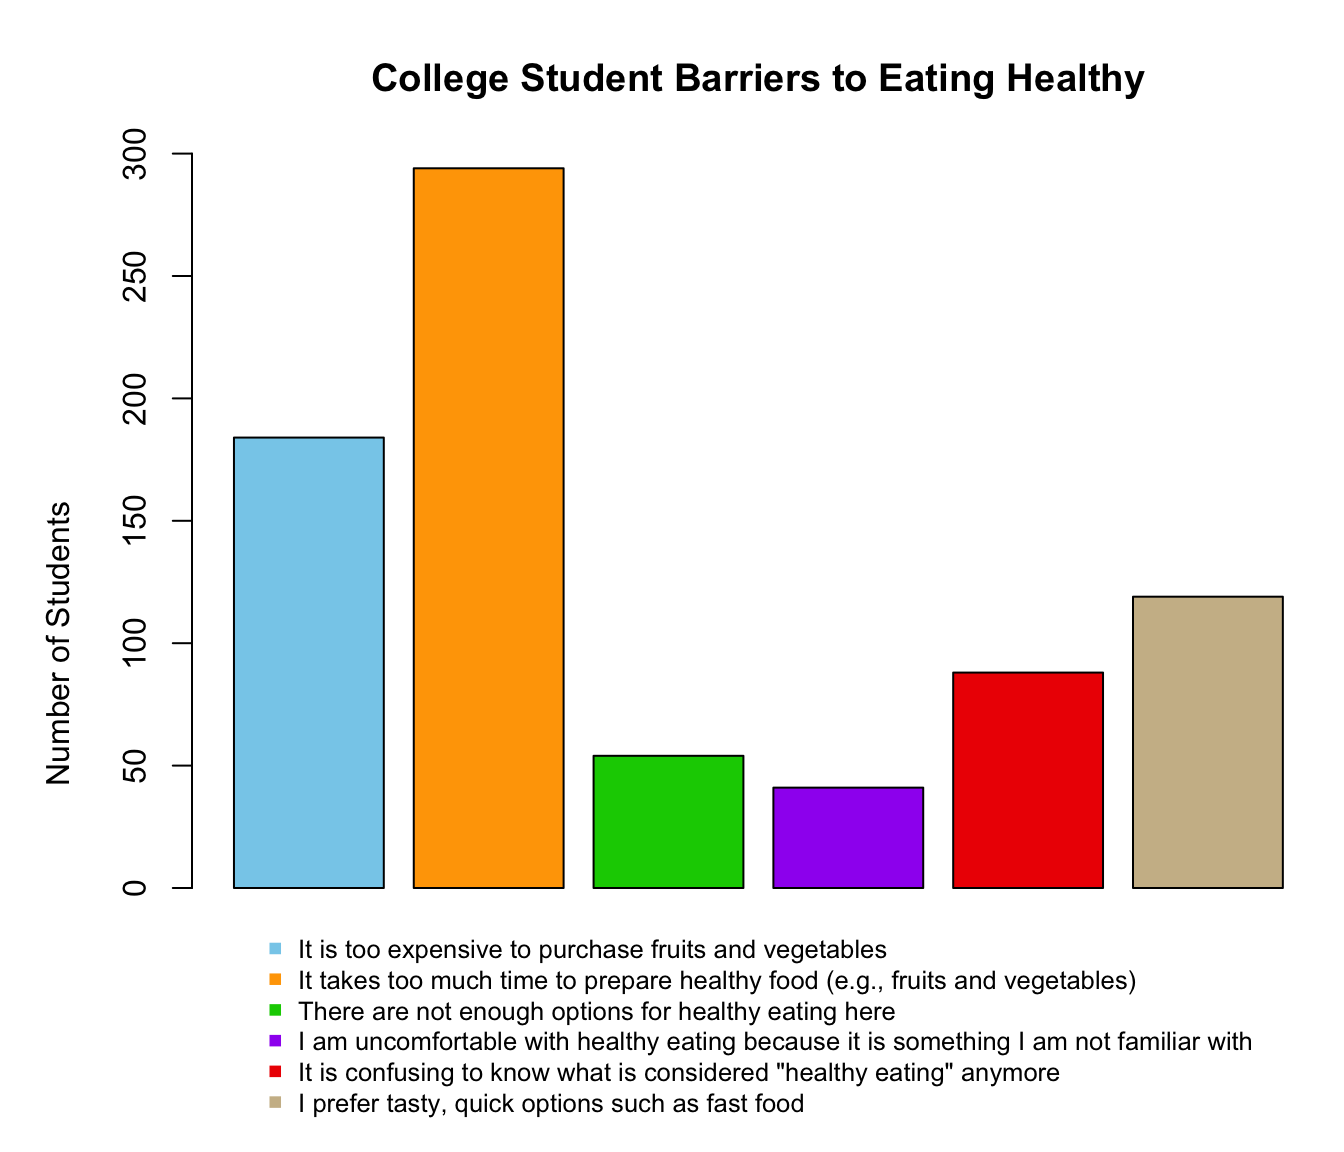 College Student Barriers to Eating Healthy
Number of Students
300
250
200
150
100
50
0
It is too expensive to purchase fruits and vegetables
It takes too much time to prepare healthy food (e.g., fruits and vegetables)
There are not enough options for healthy eating here
I am uncomfortable with healthy eating because it is something I am not familiar with
It is confusing to know what is considered "healthy eating" anymore
I prefer tasty, quick options such as fast food